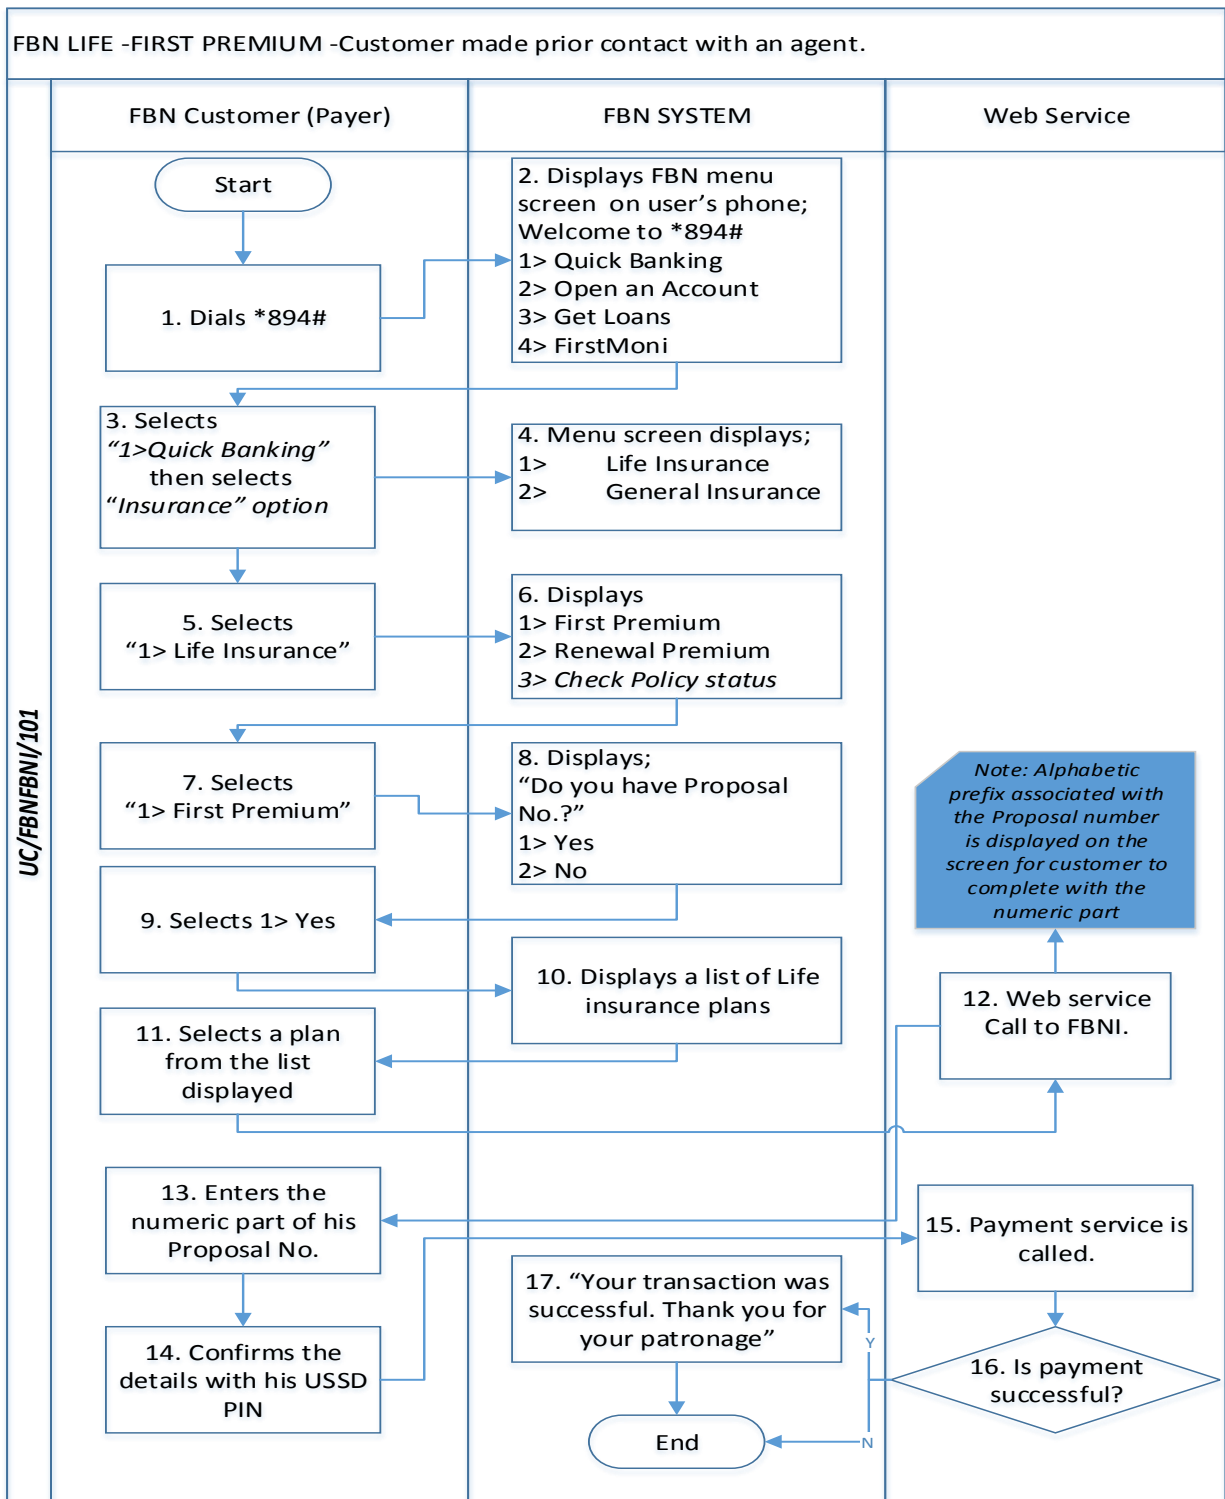 FBN LIFE -FIRST PREMIUM -Customer made prior contact with an agent.
UC/FBNFBNI/101
FBN Customer (Payer)
FBN SYSTEM
Web Service
Start
1. Dials *894#
2. Displays FBN menu
screen on user’s phone;
Welcome to *894#
1> Quick Banking
2> Open an Account
3> Get Loans
4> FirstMoni
3. Selects
“1>Quick Banking”
then selects
“Insurance” option
4. Menu screen displays;
1> Life Insurance
2> General Insurance
5. Selects
“1> Life Insurance”
6. Displays
1> First Premium
2> Renewal Premium
3> Check Policy status
7. Selects
“1> First Premium”
8. Displays;
“Do you have Proposal
No.?”
1> Yes
2> No
9. Selects 1> Yes
10. Displays a list of Life
insurance plans
11. Selects a plan
from the list
displayed
Note: Alphabetic
prefix associated with
the Proposal number
is displayed on the
screen for customer to
complete with the
numeric part
12. Web service
Call to FBNI.
13. Enters the
numeric part of his
Proposal No.
14. Confirms the
details with his USSD
PIN
15. Payment service is
called.
16. Is payment
successful?
Y
N
17. “Your transaction was
successful. Thank you for
your patronage”
End